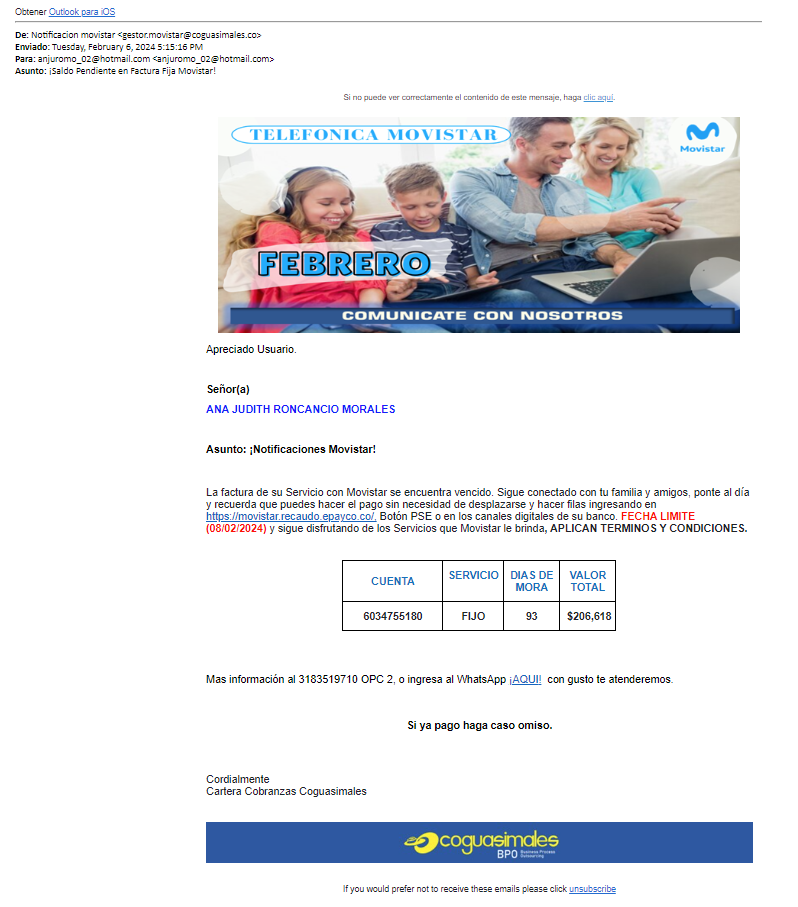 Obtener Outlook para iOS
De: Notificacion movistar <gestor.movistar@coguasimales.co>
Enviado: Tuesday, February 6, 2024 5:15:16 PM
Para: anjuromo_02@hotmail.com <anjuromo_02@hotmail.com>
Asunto: ¡Saldo Pendiente en Factura Fija Movistar!
Si no puede ver correctamente el contenido de este mensaje, haga clic aquí.
TELEFONICA MOVISTAR
Movistar
FEBRERO
COMUNICATE CON NOSOTROS
Apreciado Usuario.
Señor(a)
ANA JUDITH RONCANCIO MORALES
Asunto: ¡Notificaciones Movistar!
La factura de su Servicio con Movistar se encuentra vencido. Sigue conectado con tu familia y amigos, ponte al día
y recuerda que puedes hacer el pago sin necesidad de desplazarse y hacer filas ingresando en
https://movistar.recaudo.epayco.co/, Botón PSE o en los canales digitales de su banco. FECHA LIMITE
(08/02/2024) y sigue disfrutando de los Servicios que Movistar le brinda, APLICAN TERMINOS Y CONDICIONES.
CUENTA SERVICIO DIAS DE MORA VALOR TOTAL
6034755180 FIJO 93 $206,618
Mas información al 3183519710 OPC 2, o ingresa al WhatsApp ¡AQUI! con gusto te atenderemos.
Si ya pago haga caso omiso.
Cordialmente
Cartera Cobranzas Coguasimales
coguasimales
BPO Business Process Outsourcing
If you would prefer not to receive these emails please click unsubscribe